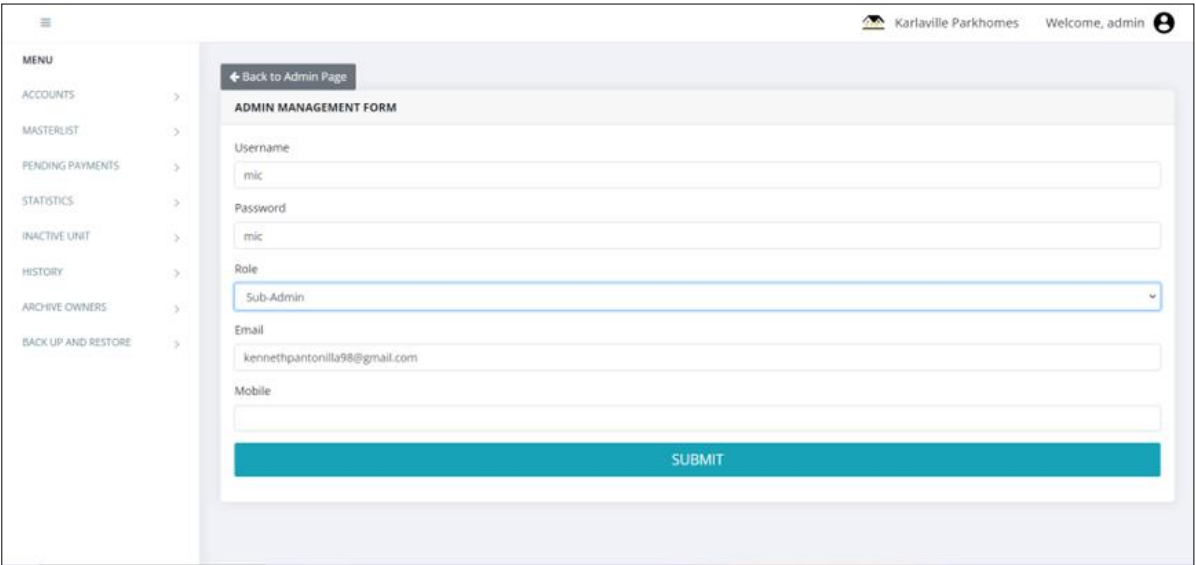 Karlaville Parkhomes Welcome, admin
MENU
ACCOUNTS
MASTERLIST
PENDING PAYMENTS
STATISTICS
INACTIVE UNIT
HISTORY
ARCHIVE OWNERS
BACK UP AND RESTORE
Back to Admin Page
ADMIN MANAGEMENT FORM
Username
mic
Password
mic
Role
Sub-Admin
Email
kennethpantonilla98@gmail.com
Mobile
SUBMIT